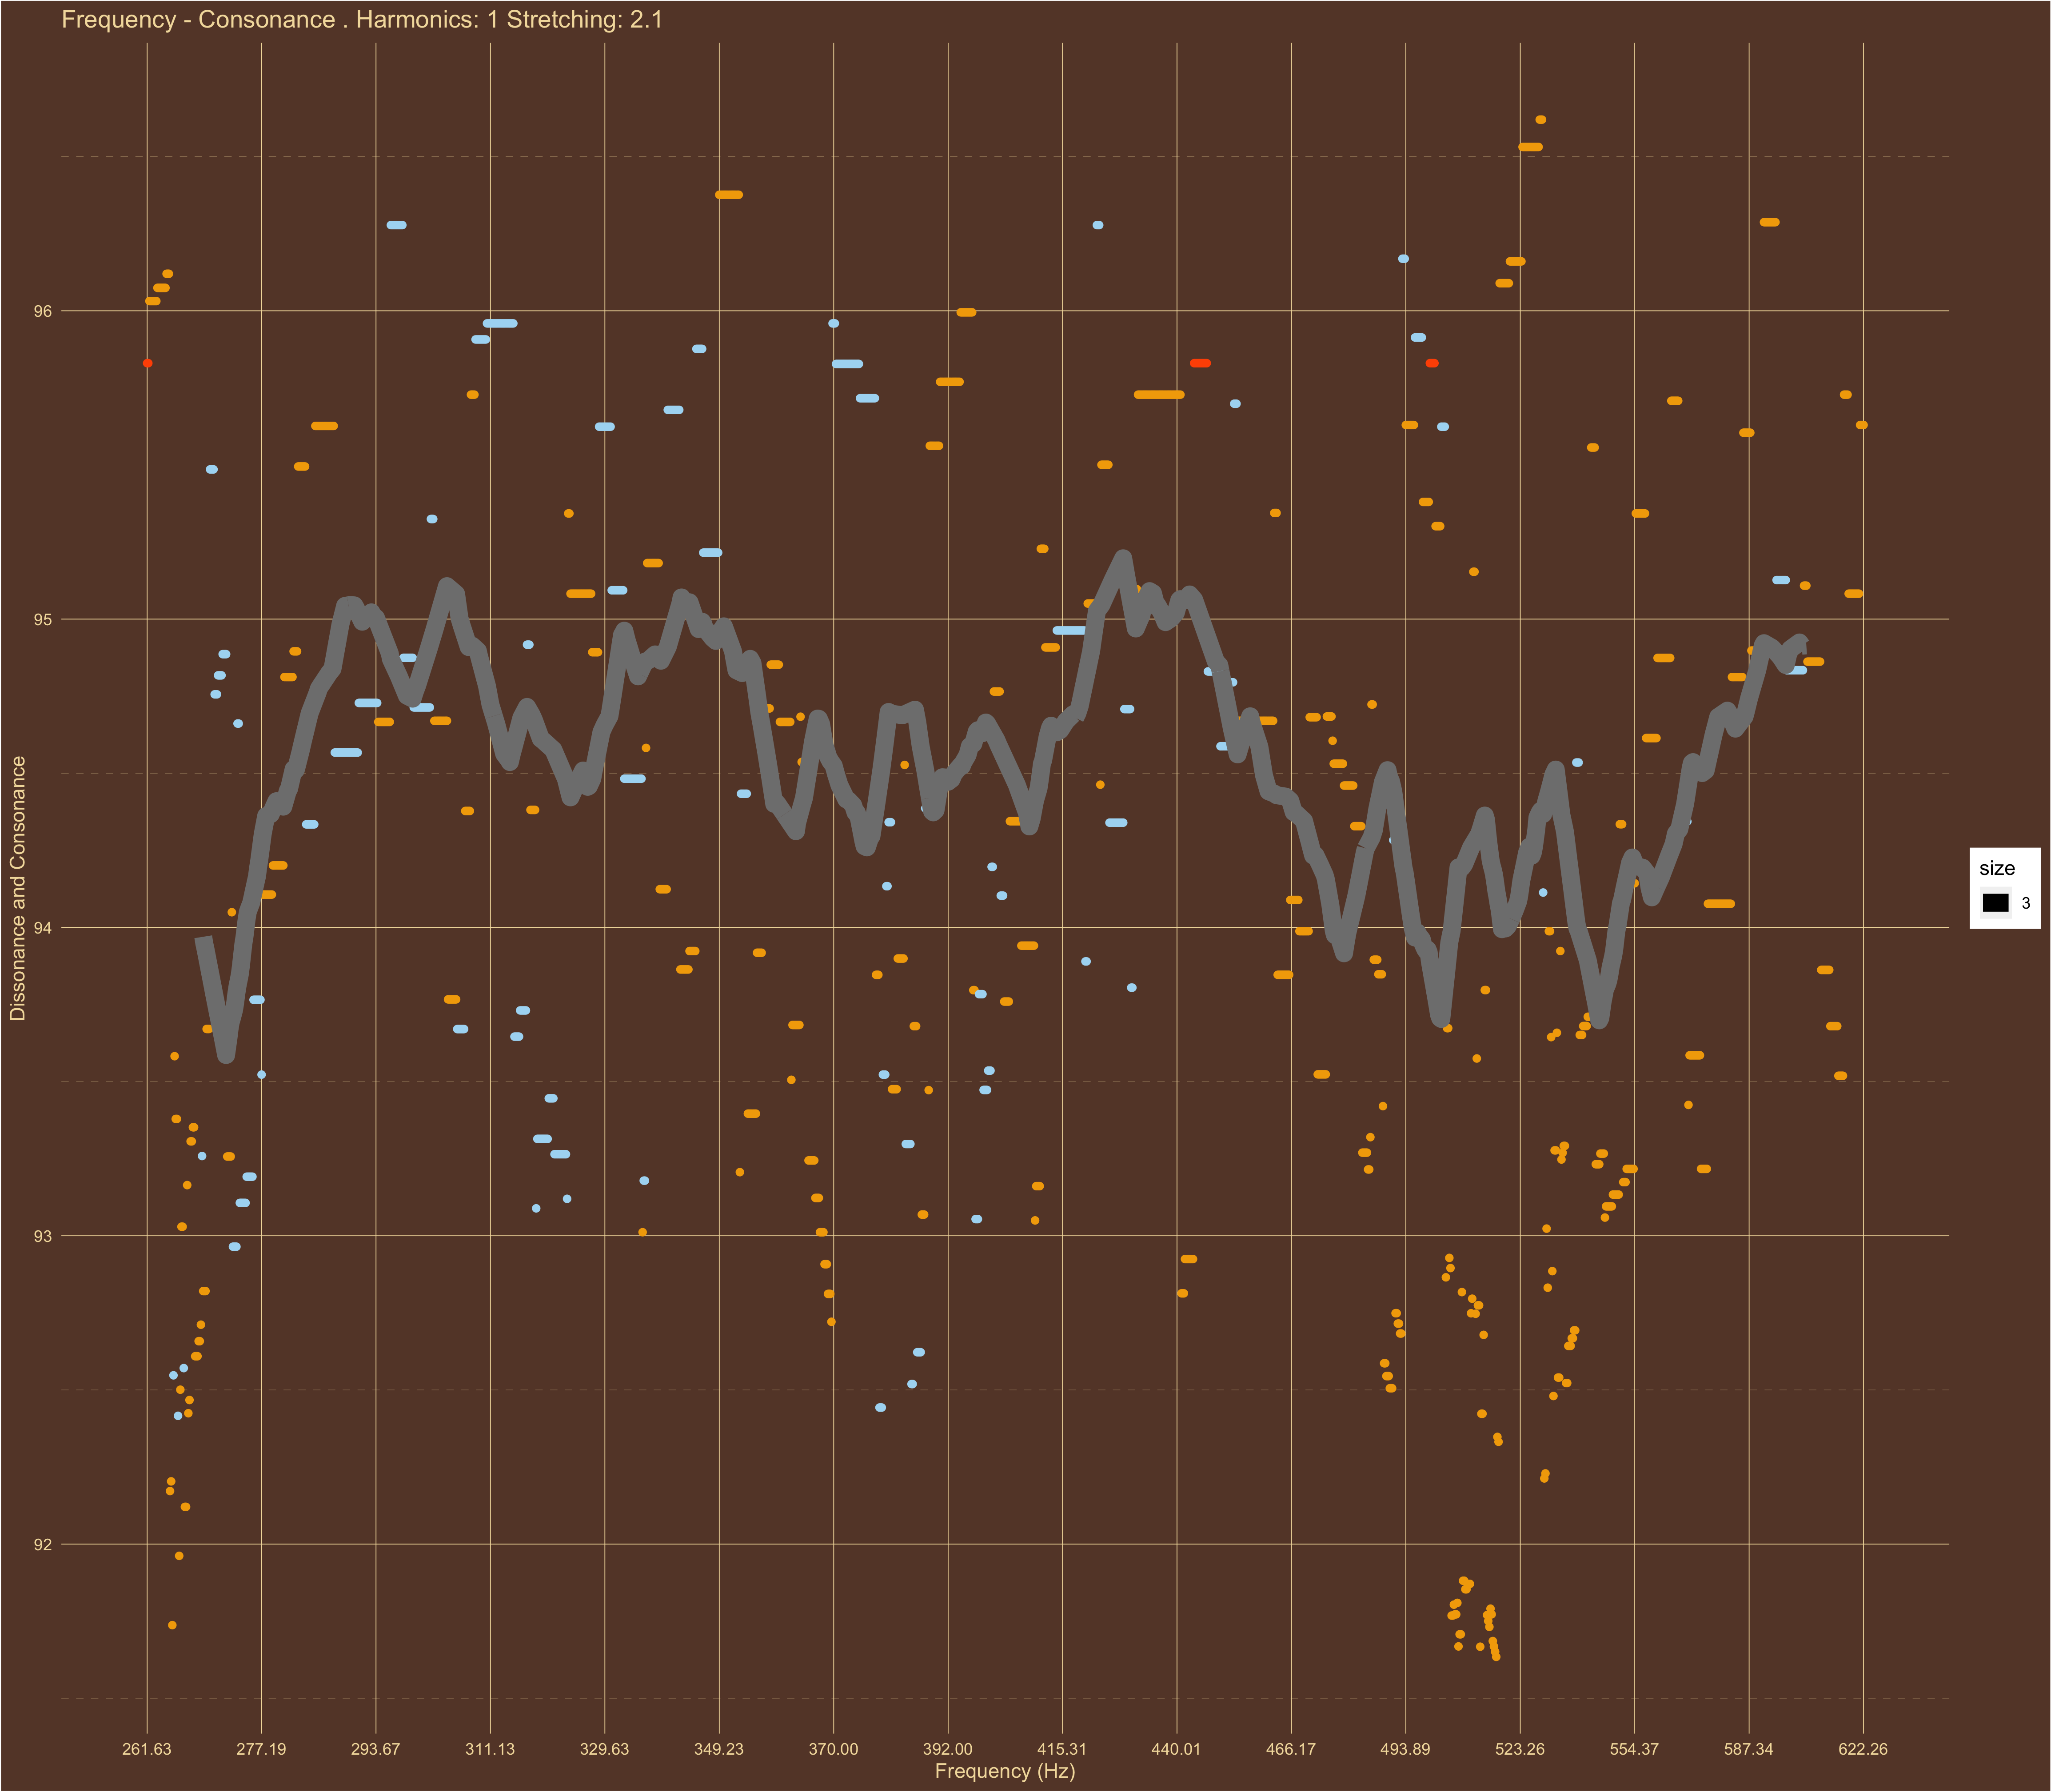 Frequency - Consonance . Harmonics: 1 Stretching: 2.1
Dissonance and Consonance
96
95
94
93
92
261.63 277.19 293.67 311.13 329.63 349.23 370.00 392.00 415.31 440.01 466.17 493.89 523.26 554.37 587.34 622.26
Frequency (Hz)
size
3